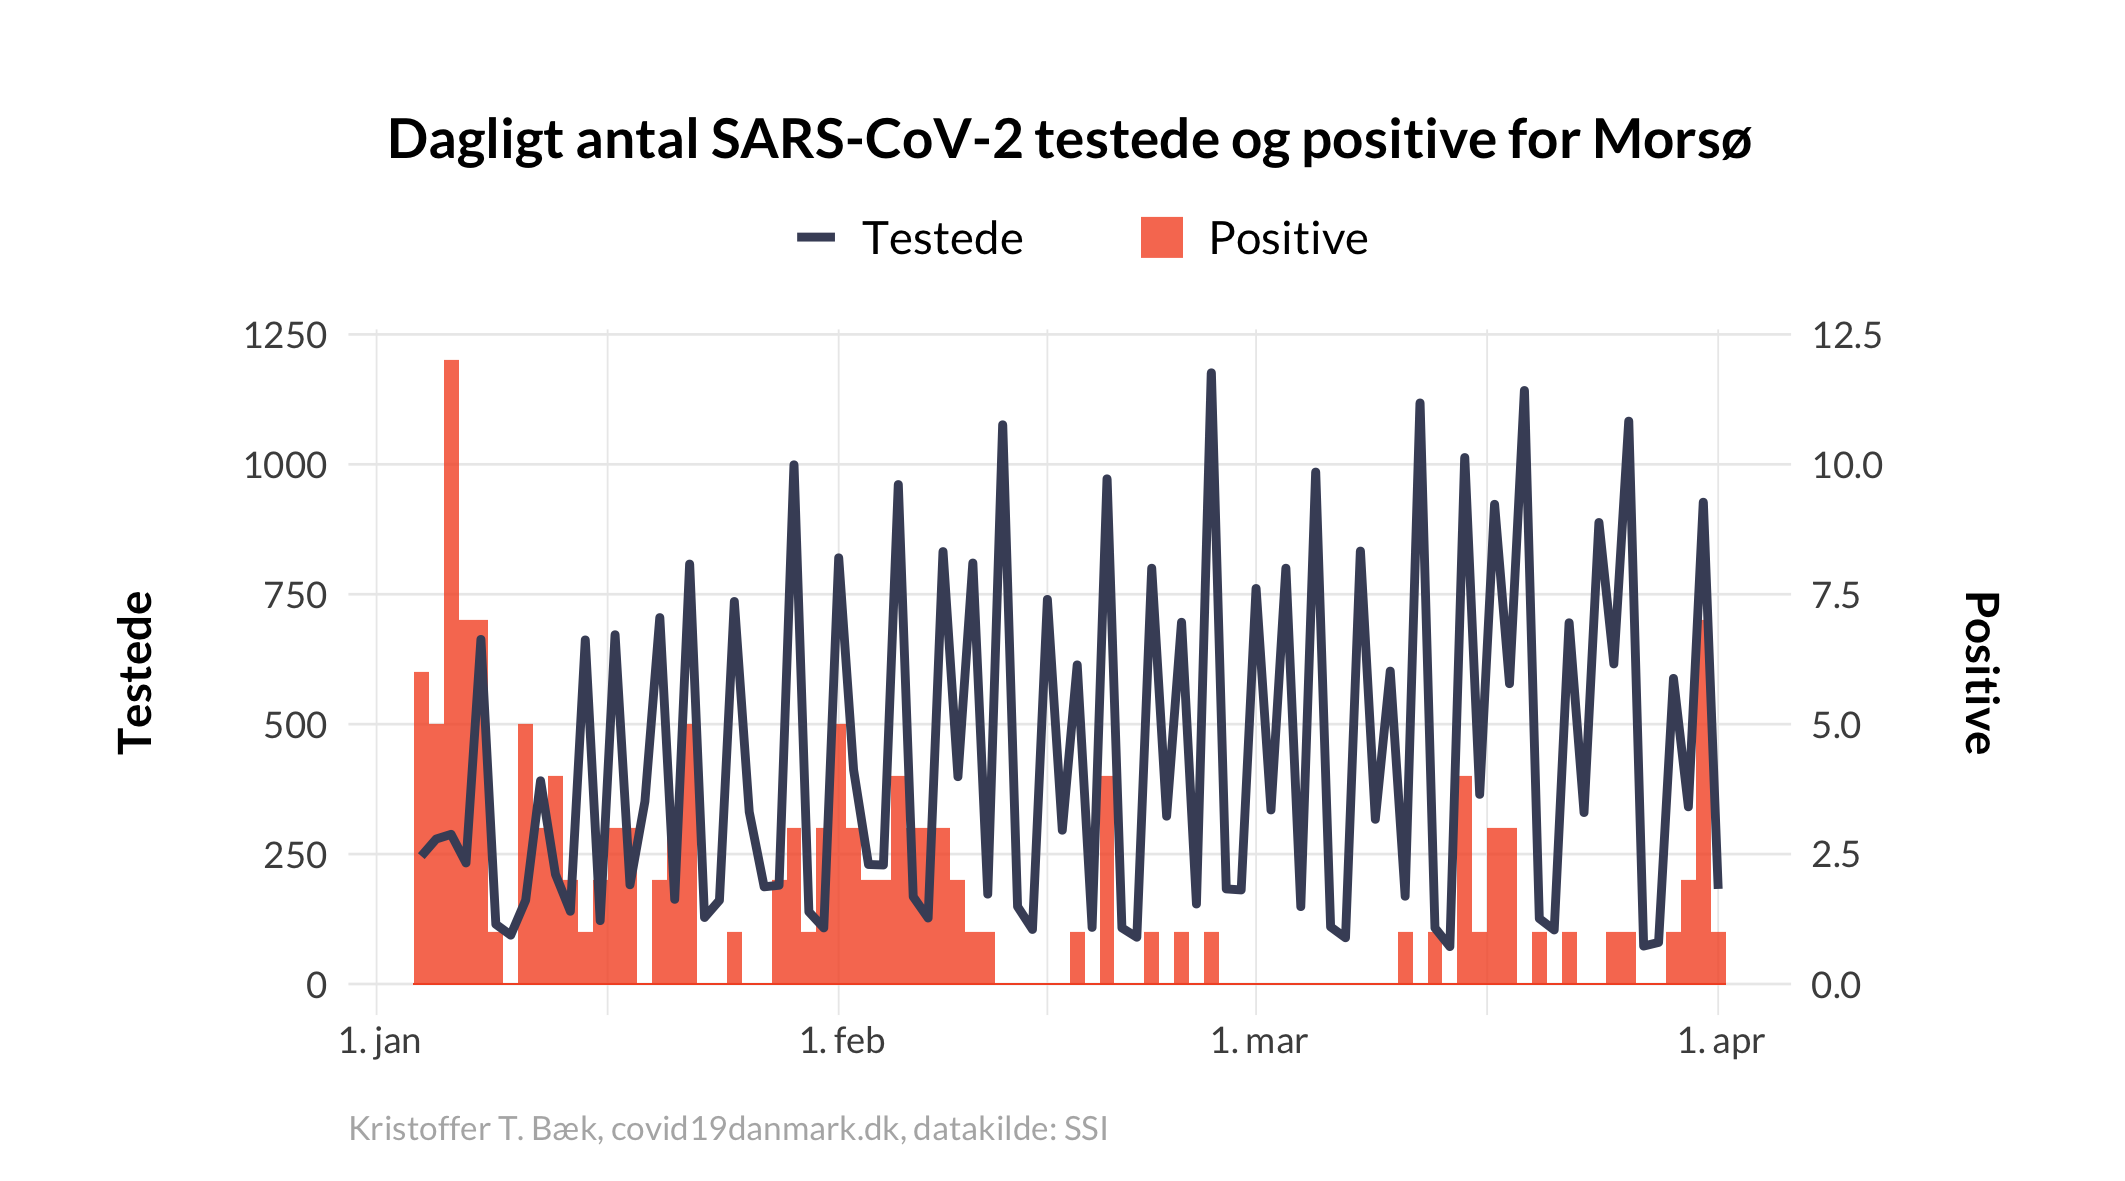 Dagligt antal SARS-CoV-2 testede og positive for Morsø
Testede Positive
1250 12.5
1000 10.0
750 7.5
500 5.0
250 2.5
0 0.0
Testede
Positive
1. jan 1. feb 1. mar 1. apr
Kristoffer T. Bæk, covid19danmark.dk, datakilde: SSI